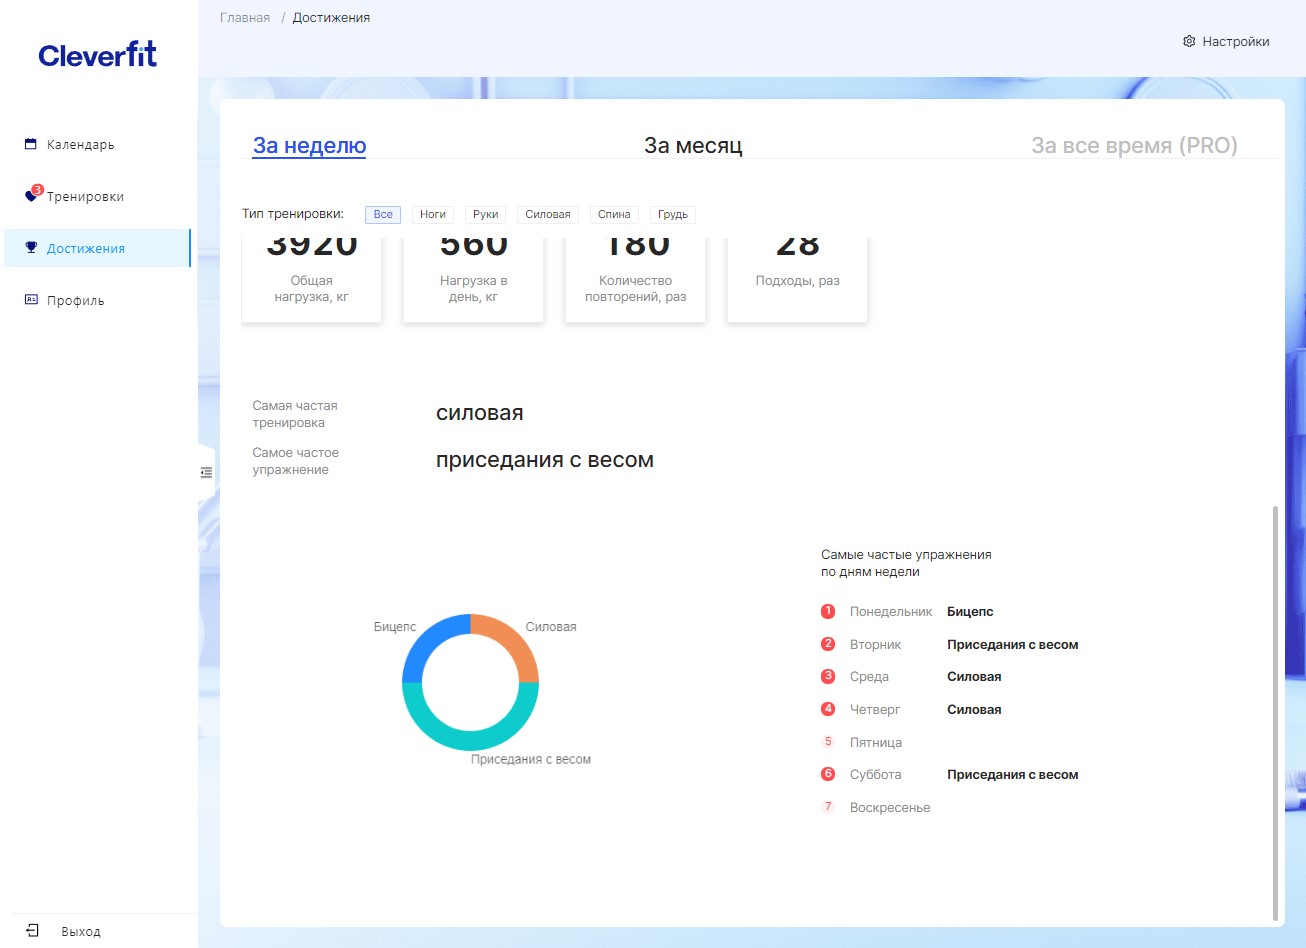 Главная / Достижения
Настройки
Cleverfit
Календарь
3
Тренировки
Достижения
Профиль
Выход
За неделю
За месяц
За все время (PRO)
Тип тренировки:
Все
Ноги
Руки
Силовая
Спина
Грудь
3920
Общая
нагрузка, кг
560
Нагрузка в
день, кг
180
Количество
повторений, раз
28
Подходы, раз
Самая частая
тренировка
силовая
Самое частое
упражнение
приседания с весом
Бицепс
Силовая
Приседания с весом
Самые частые упражнения
по дням недели
1 Понедельник Бицепс
2 Вторник Приседания с весом
3 Среда Силовая
4 Четверг Силовая
5 Пятница
6 Суббота Приседания с весом
7 Воскресенье